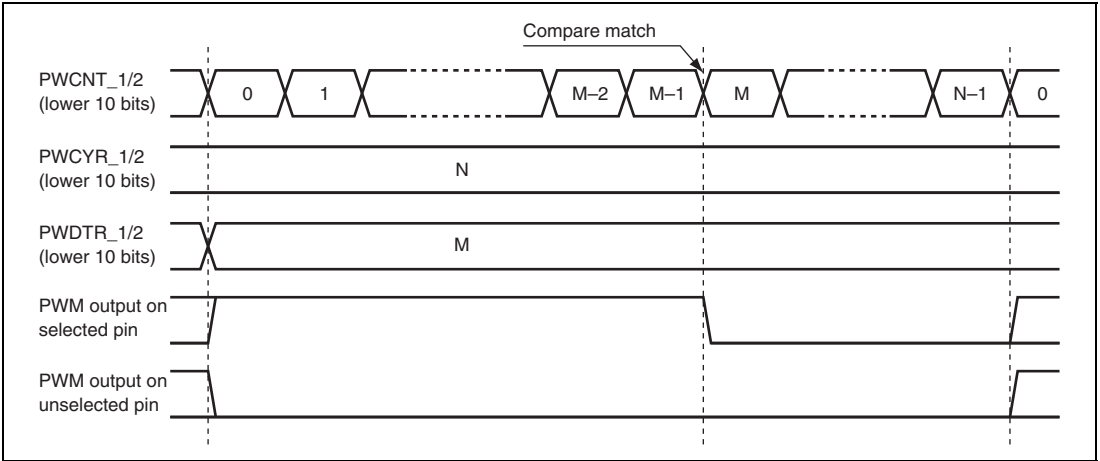 Compare match
PWCNT_1/2
(lower 10 bits)
0 1 M–2 M–1 M N–1 0
PWCYR_1/2
(lower 10 bits)
N
PWDTR_1/2
(lower 10 bits)
M
PWM output on
selected pin
PWM output on
unselected pin